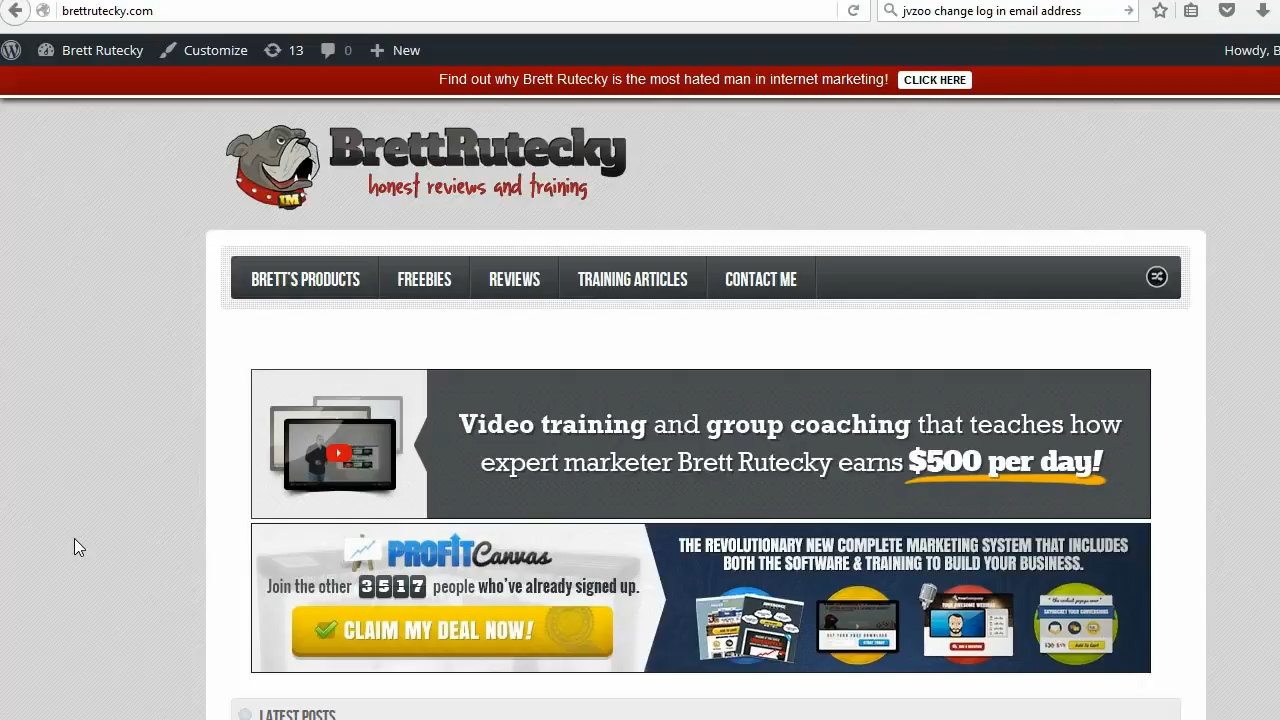 brettrutecky.com
jvzoo change log in email address
Brett Rutecky
Customize
13
0
New
Howdy, B
Find out why Brett Rutecky is the most hated man in internet marketing!
CLICK HERE
IM
BrettRutecky
honest reviews and training
BRETT'S PRODUCTS
FREEBIES
REVIEWS
TRAINING ARTICLES
CONTACT ME
Video training and group coaching that teaches how
expert marketer Brett Rutecky earns $500 per day!
PROFIT Canvas
Join the other 3517 people who've already signed up.
CLAIM MY DEAL NOW!
THE REVOLUTIONARY NEW COMPLETE MARKETING SYSTEM THAT INCLUDES
BOTH THE SOFTWARE & TRAINING TO BUILD YOUR BUSINESS.
LATEST POSTS